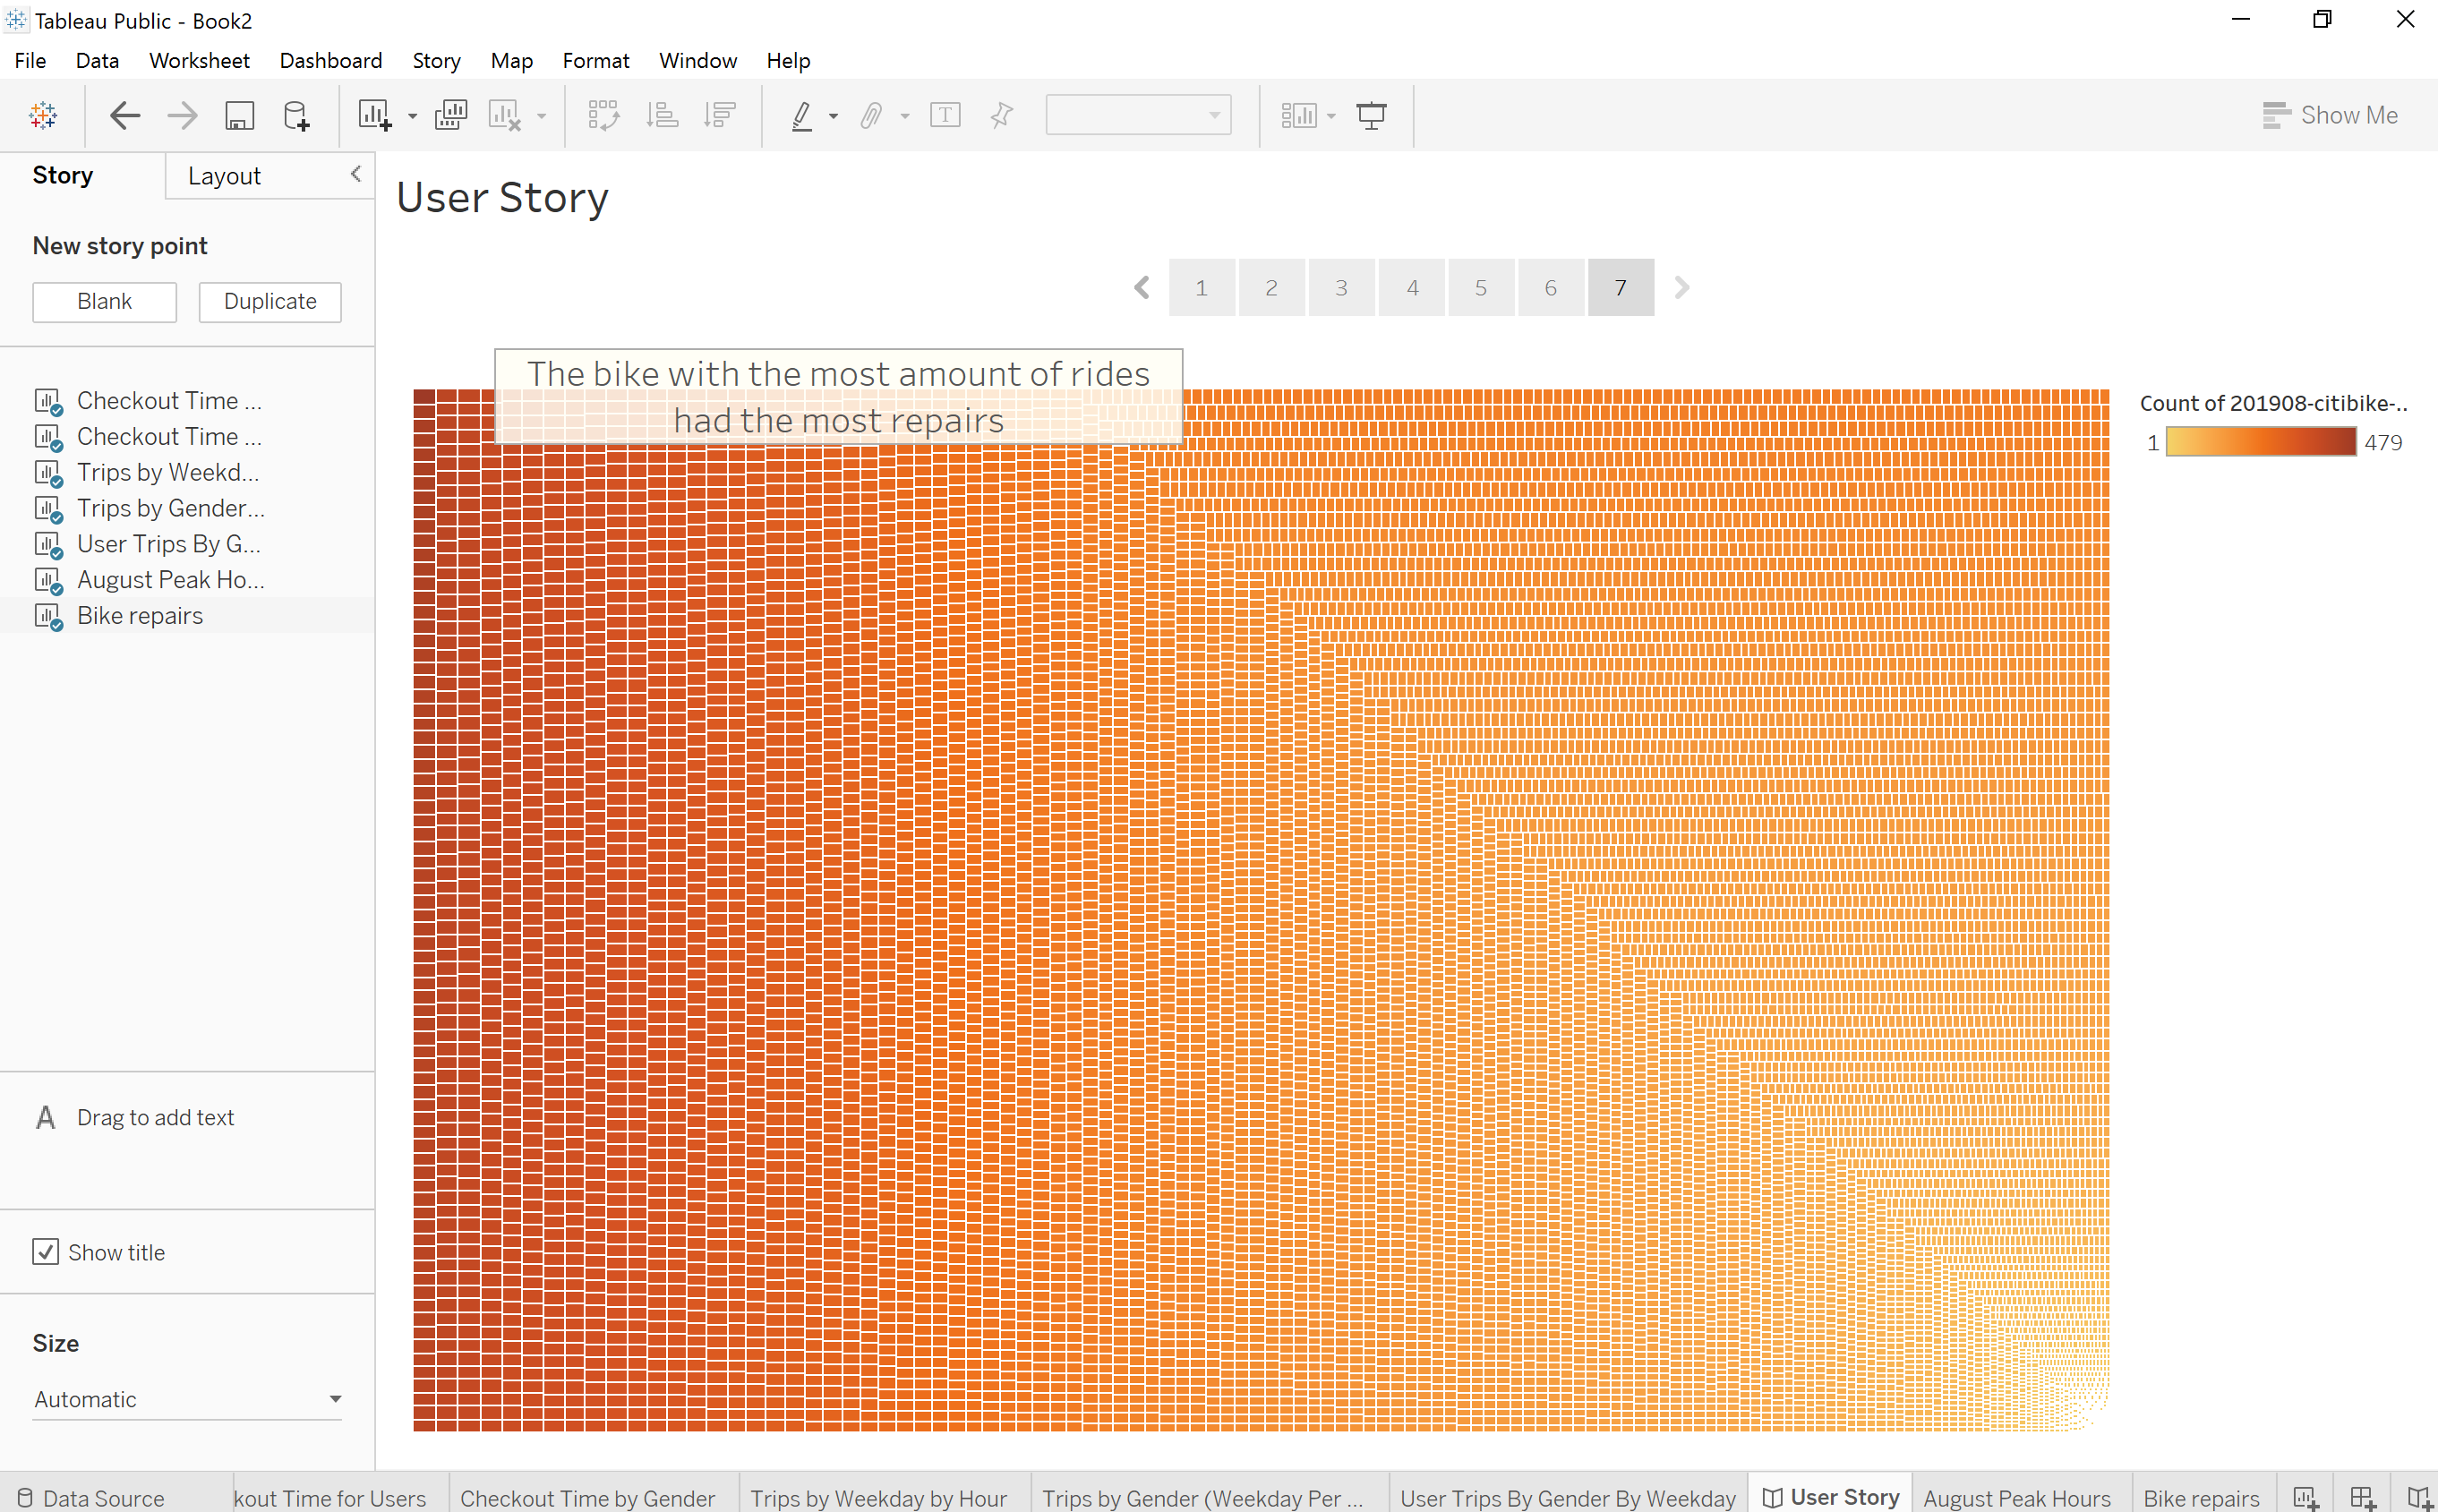 Tableau Public - Book2
File Data Worksheet Dashboard Story Map Format Window Help
Show Me
Story Layout
New story point
Blank Duplicate
Checkout Time ...
Checkout Time ...
Trips by Weekd...
Trips by Gender...
User Trips By G...
August Peak Ho...
Bike repairs
A Drag to add text
Show title
Size
Automatic
User Story
1 2 3 4 5 6 7
The bike with the most amount of rides
had the most repairs
Count of 201908-citibike-..
1 479
Data Source kout Time for Users Checkout Time by Gender Trips by Weekday by Hour Trips by Gender (Weekday Per ... User Trips By Gender By Weekday User Story August Peak Hours Bike repairs